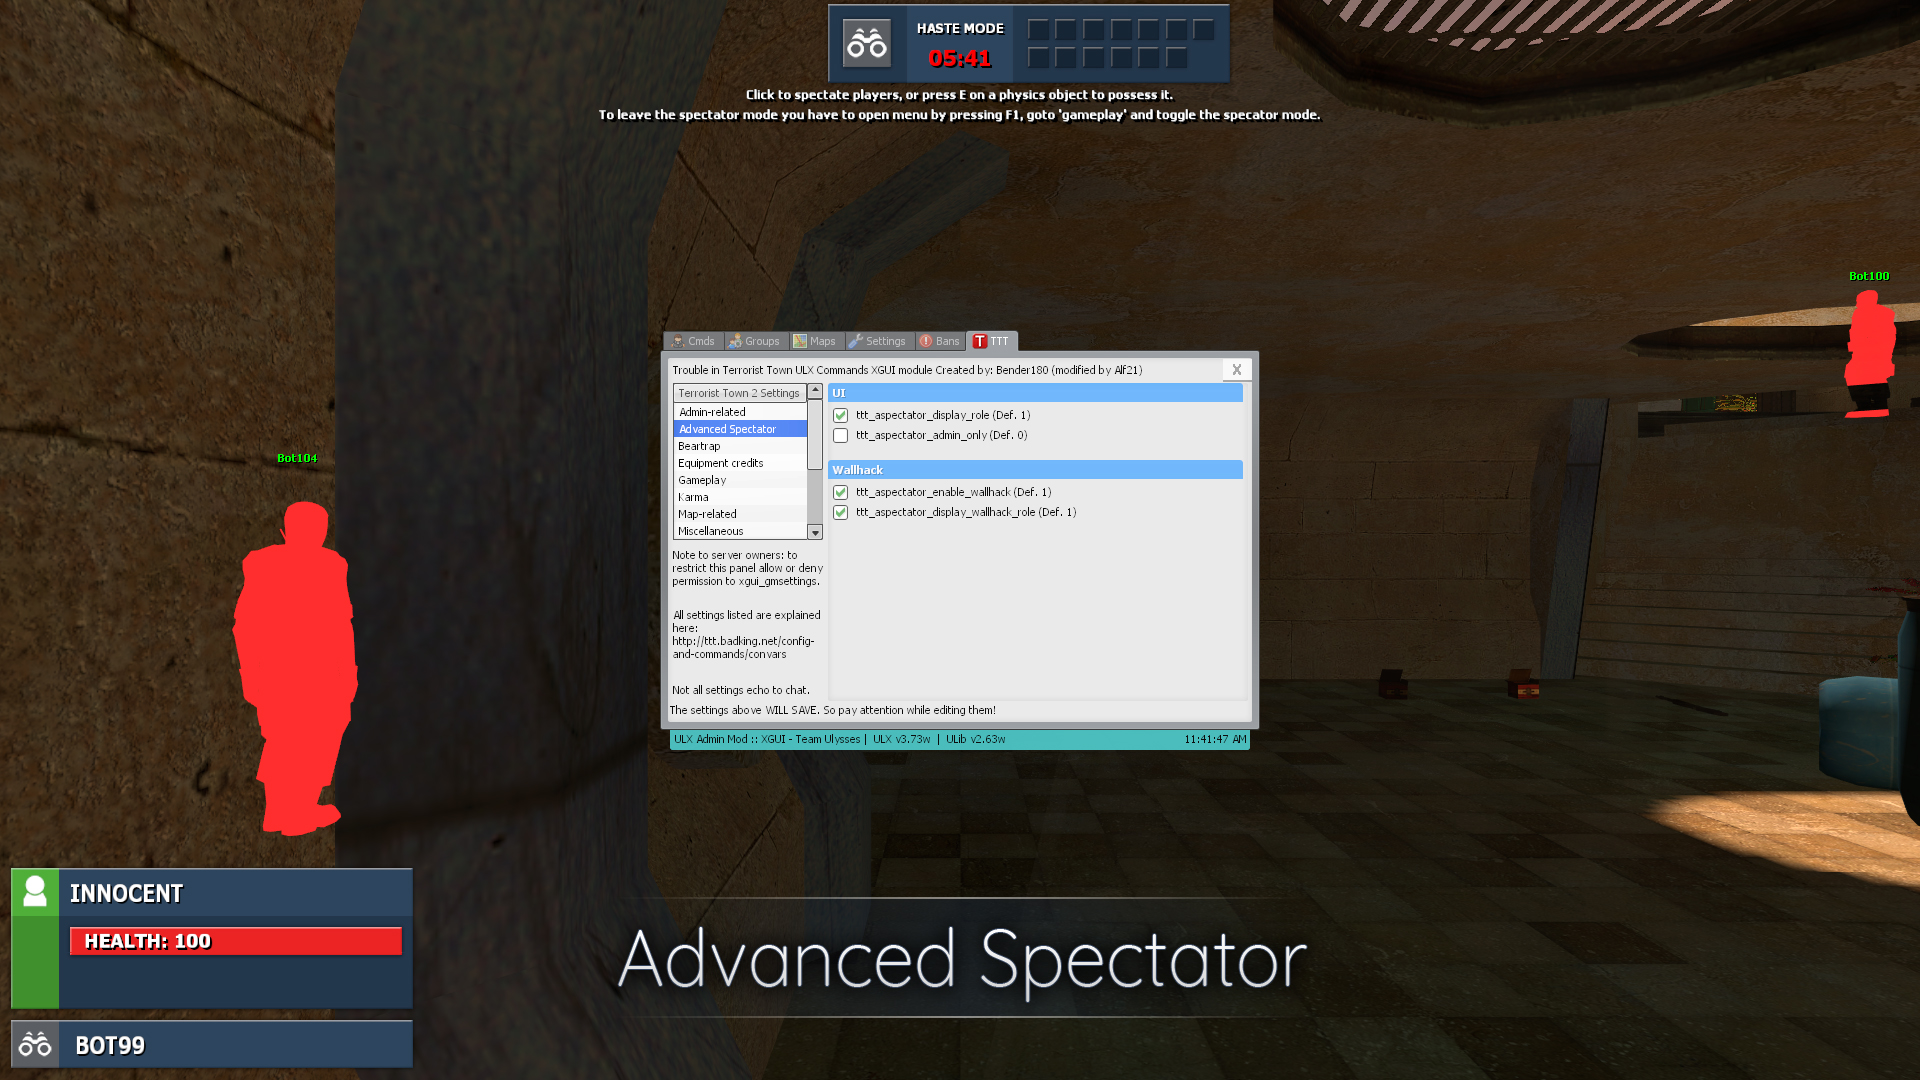 HASTE MODE
05:41
Click to spectate players, or press E on a physics object to possess it.
To leave the spectator mode you have to open menu by pressing F1, goto 'gameplay' and toggle the specator mode.
Bot100
Bot104
Cmds
Groups
Maps
Settings
Bans
T TTT
Trouble in Terrorist Town ULX Commands XGUI module Created by: Bender180 (modified by Alf21)
X
Terrorist Town 2 Settings
Admin-related
Advanced Spectator
Beartrap
Equipment credits
Gameplay
Karma
Map-related
Miscellaneous
Note to server owners: to
restrict this panel allow or deny
permission to xgui_gmsettings.
All settings listed are explained
here:
http://ttt.badking.net/config-
and-commands/convars
Not all settings echo to chat.
UI
ttt_aspectator_display_role (Def. 1)
ttt_aspectator_admin_only (Def. 0)
Wallhack
ttt_aspectator_enable_wallhack (Def. 1)
ttt_aspectator_display_wallhack_role (Def. 1)
The settings above WILL SAVE. So pay attention while editing them!
ULX Admin Mod :: XGUI - Team Ulysses | ULX v3.73w | ULib v2.63w
11:41:47 AM
INNOCENT
HEALTH: 100
BOT99
Advanced Spectator